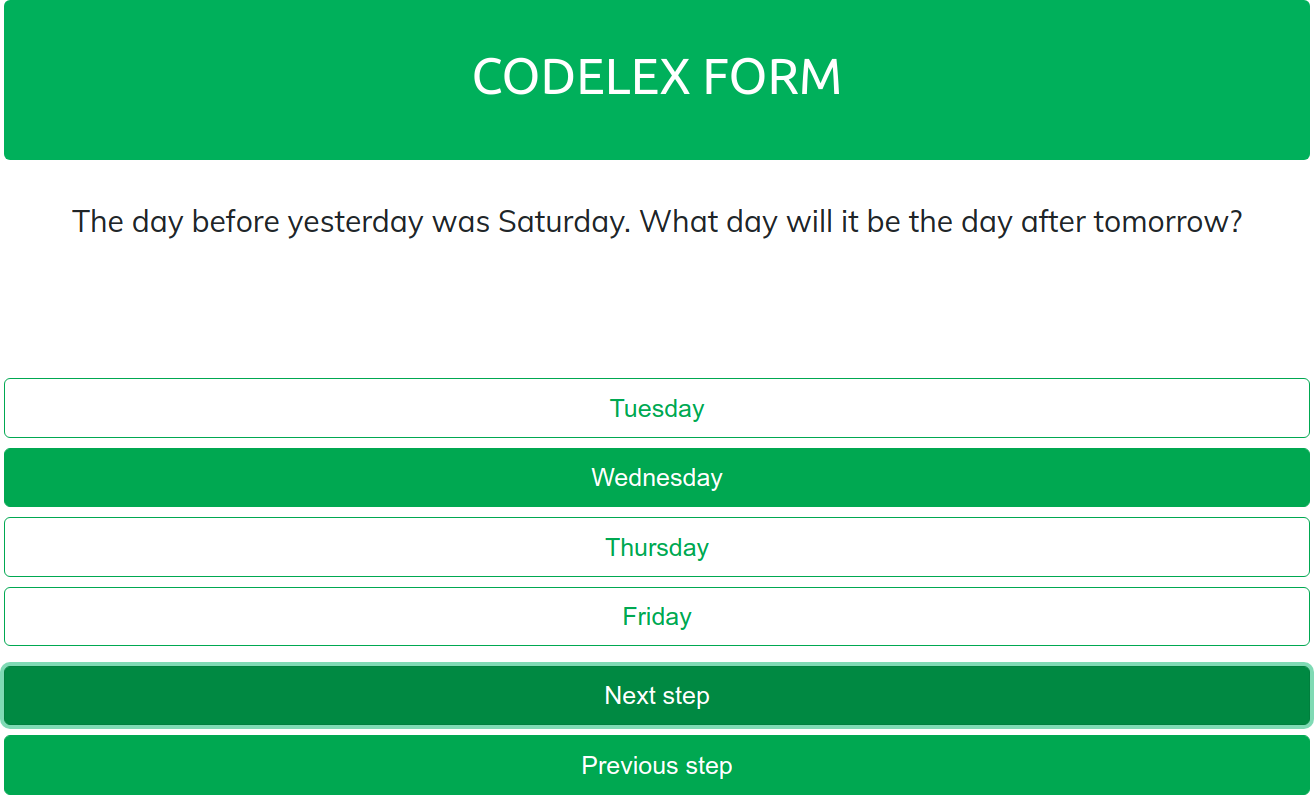 CODELEX FORM
The day before yesterday was Saturday. What day will it be the day after tomorrow?
Tuesday
Wednesday
Thursday
Friday
Next step
Previous step